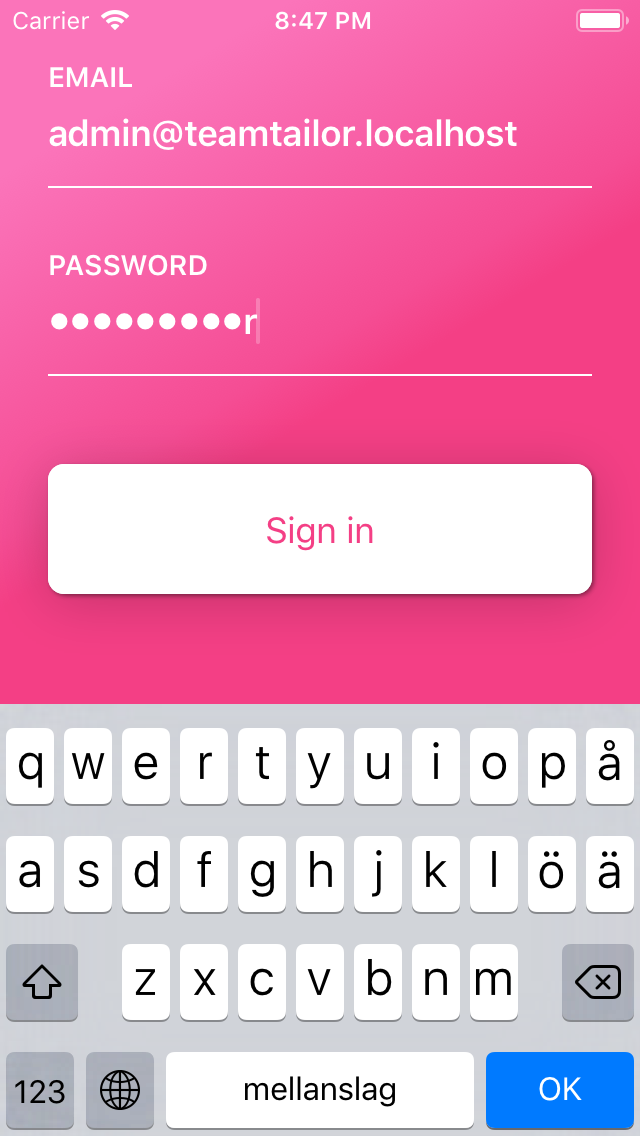 Carrier 8:47 PM
EMAIL
admin@teamtailor.localhost
PASSWORD
•••••••••r
Sign in
q w e r t y u i o p å
a s d f g h j k l ö ä
z x c v b n m
123 mellanslag OK